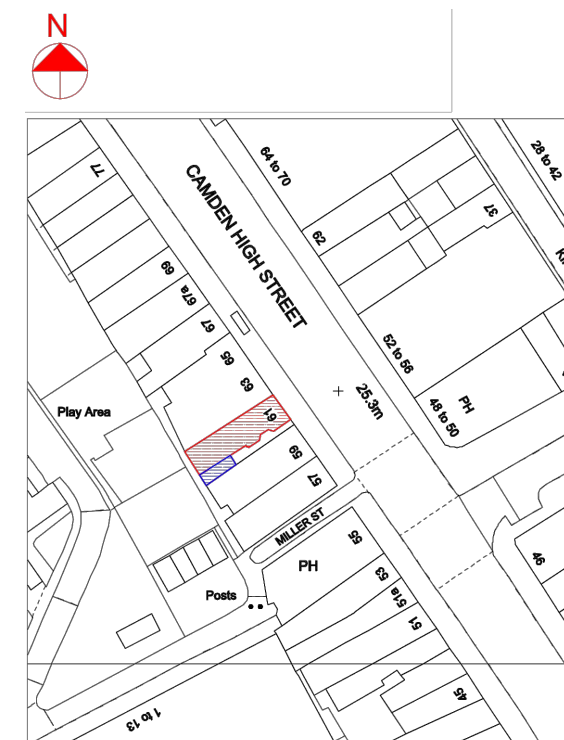 N
64 to 70
28 to 42
77
CAMDEN HIGH STREET
37
62
69
67a
67
65
52 to 56
63
25.3m
PH
61
Play Area
48 to 50
59
57
MILLER ST
55
46
PH
53
Posts
51a
51
45
1 to 13